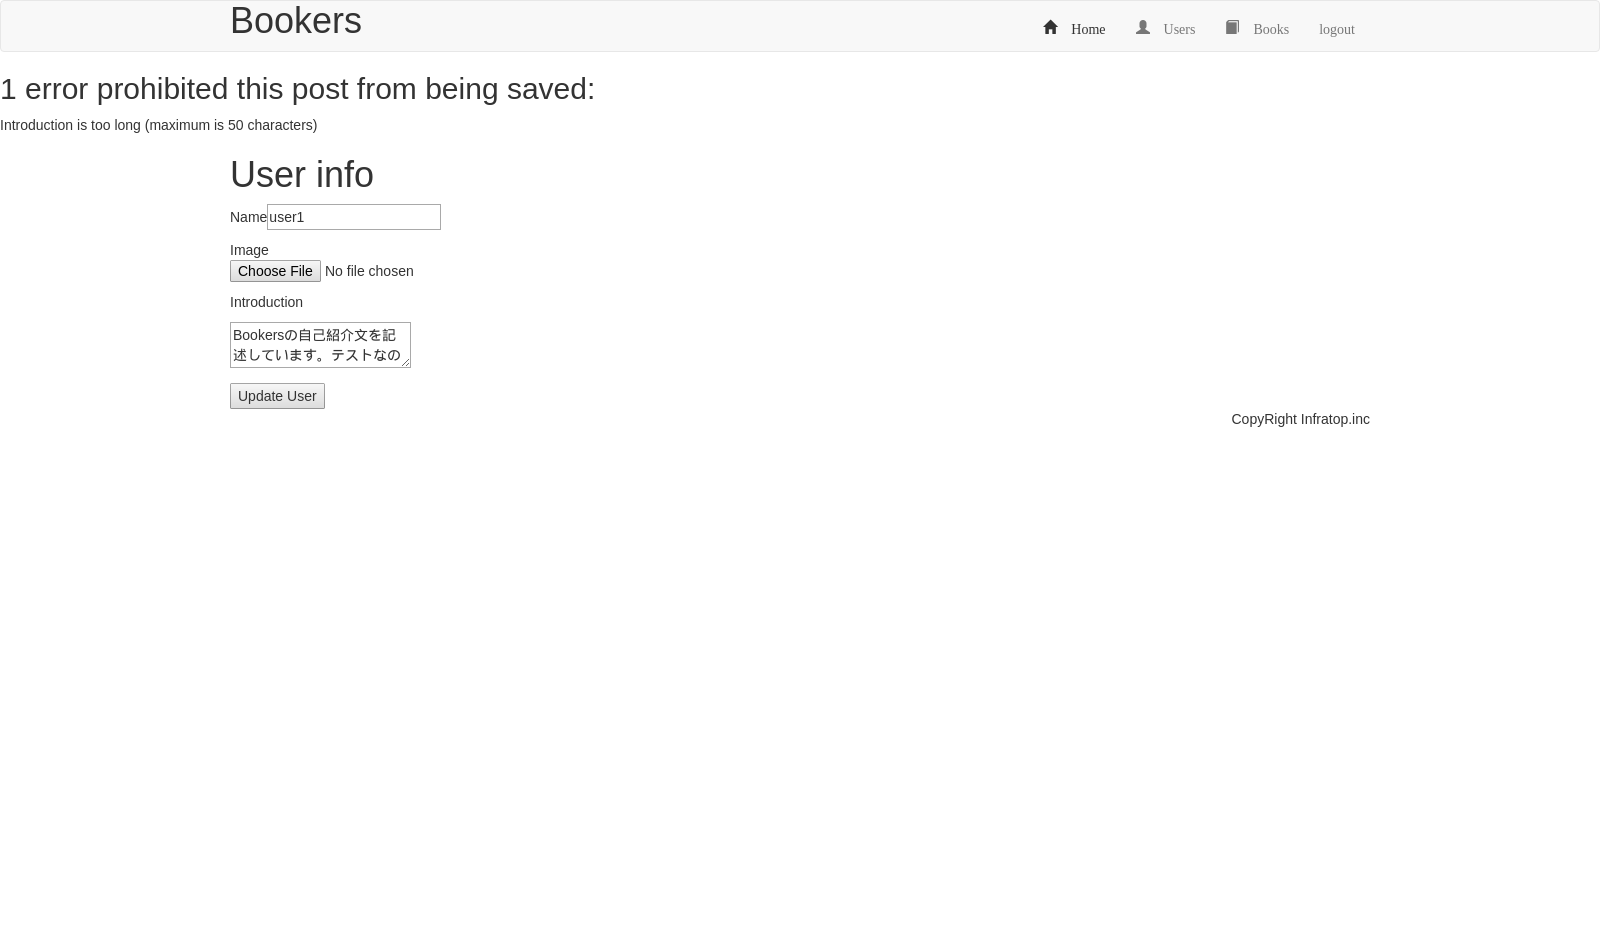 Bookers
Home Users Books logout
1 error prohibited this post from being saved:
Introduction is too long (maximum is 50 characters)
User info
Name user1
Image
Choose File No file chosen
Introduction
Bookersの自己紹介文を記
述しています。テストなの
Update User
CopyRight Infratop.inc